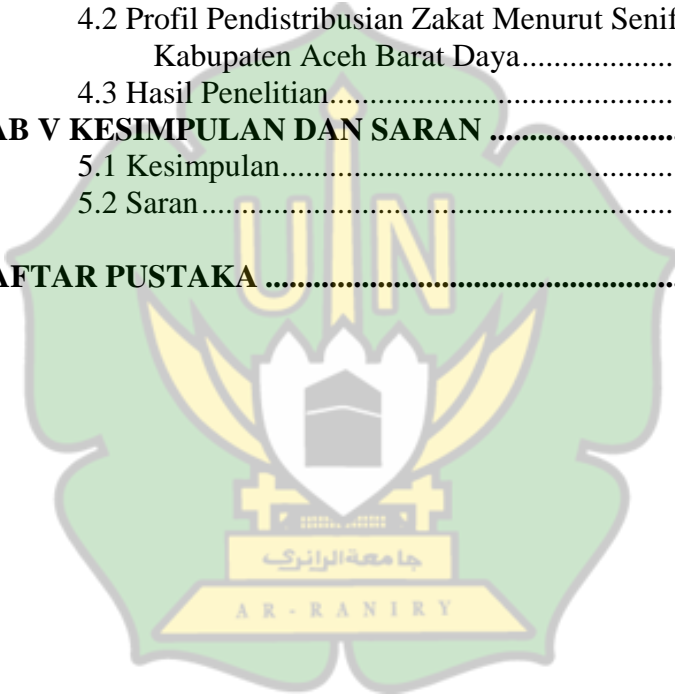 4.2 Profil Pendistribusian Zakat Menurut Senif
Kabupaten Aceh Barat Daya.......................
4.3 Hasil Penelitian.............................................
AB V KESIMPULAN DAN SARAN .......................
5.1 Kesimpulan..................................................
5.2 Saran...........................................................
AFTAR PUSTAKA ....................................................
UIN
جامعة الرانري
AR-RANIRY